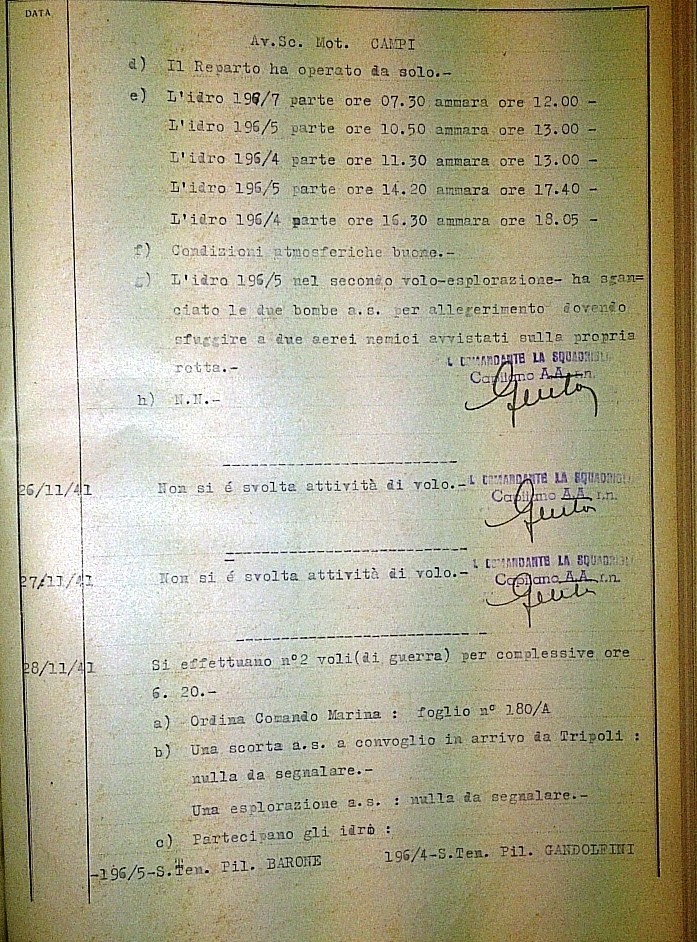 DATA
Av.Sc. Mot. CAMPI
d) Il Reparto ha operato da solo.-
e) L'idro 196/7 parte ore 07.30 ammara ore 12.00 -
L'idro 196/5 parte ore 10.50 ammara ore 13.00 -
L'idro 196/4 parte ore 11.30 ammara ore 13.00 -
L'idro 196/5 parte ore 14.20 ammara ore 17.40 -
L'idro 196/4 parte ore 16.30 ammara ore 18.05 -
f) Condizioni atmosferiche buone.-
g) L'idro 196/5 nel secondo volo-esplorazione- ha sgan=
ciato le due bombe a.s. per allegerimento dovendo
sfuggire a due aerei nemici avvistati sulla propria
rotta.-
IL COMANDANTE LA SQUADRIGLIA
Capitano A.A. r.n.
h) N.N.-
26/11/41 Non si é svolta attività di volo.-
IL COMANDANTE LA SQUADRIGLIA
Capitano A.A. r.n.
27/11/41 Non si é svolta attività di volo.-
IL COMANDANTE LA SQUADRIGLIA
Capitano A.A. r.n.
28/11/41 Si effettuano n°2 voli(di guerra) per complessive ore
6. 20.-
a) Ordina Comando Marina : foglio n° 180/A
b) Una scorta a.s. a convoglio in arrivo da Tripoli :
nulla da segnalare.-
Una esplorazione a.s. : nulla da segnalare.-
c) Partecipano gli idrò :
-196/5-S.Ten. Pil. BARONE 196/4-S.Ten. Pil. GANDOLFINI